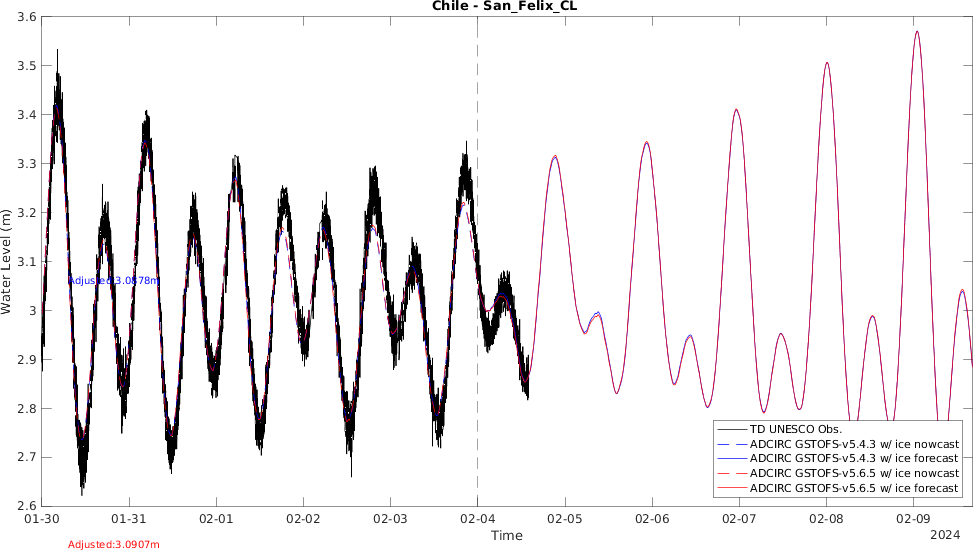 Chile - San_Felix_CL
3.6
3.5
3.4
3.3
3.2
3.1
3
2.9
2.8
2.7
2.6
Water Level (m)
Adjusted:3.0878m
TD UNESCO Obs.
ADCIRC GSTOFS-v5.4.3 w/ ice nowcast
ADCIRC GSTOFS-v5.4.3 w/ ice forecast
ADCIRC GSTOFS-v5.6.5 w/ ice nowcast
ADCIRC GSTOFS-v5.6.5 w/ ice forecast
01-30 01-31 02-01 02-02 02-03 02-04 02-05 02-06 02-07 02-08 02-09
Time
2024
Adjusted:3.0907m